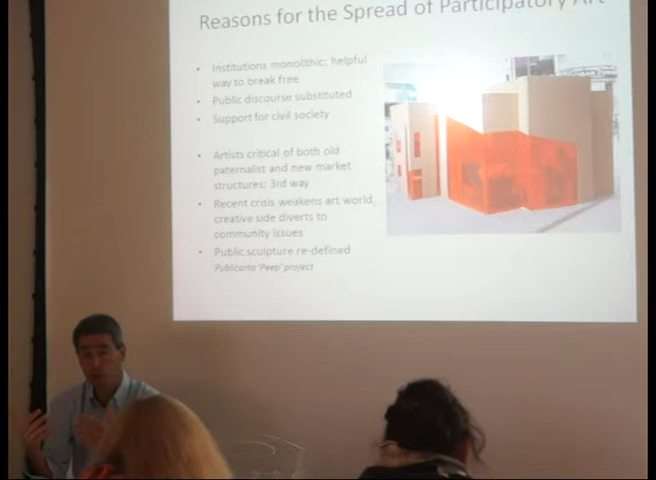 Reasons for the Spread of Participatory Art
• Institutions monolithic; helpful
way to break free
• Public discourse substituted
• Support for civil society
• Artists critical of both old
paternalist and new market
structures: 3rd way
• Recent crisis weakens art world,
creative side diverts to
community issues
• Public sculpture re-defined
Publicarte 'Peep' project